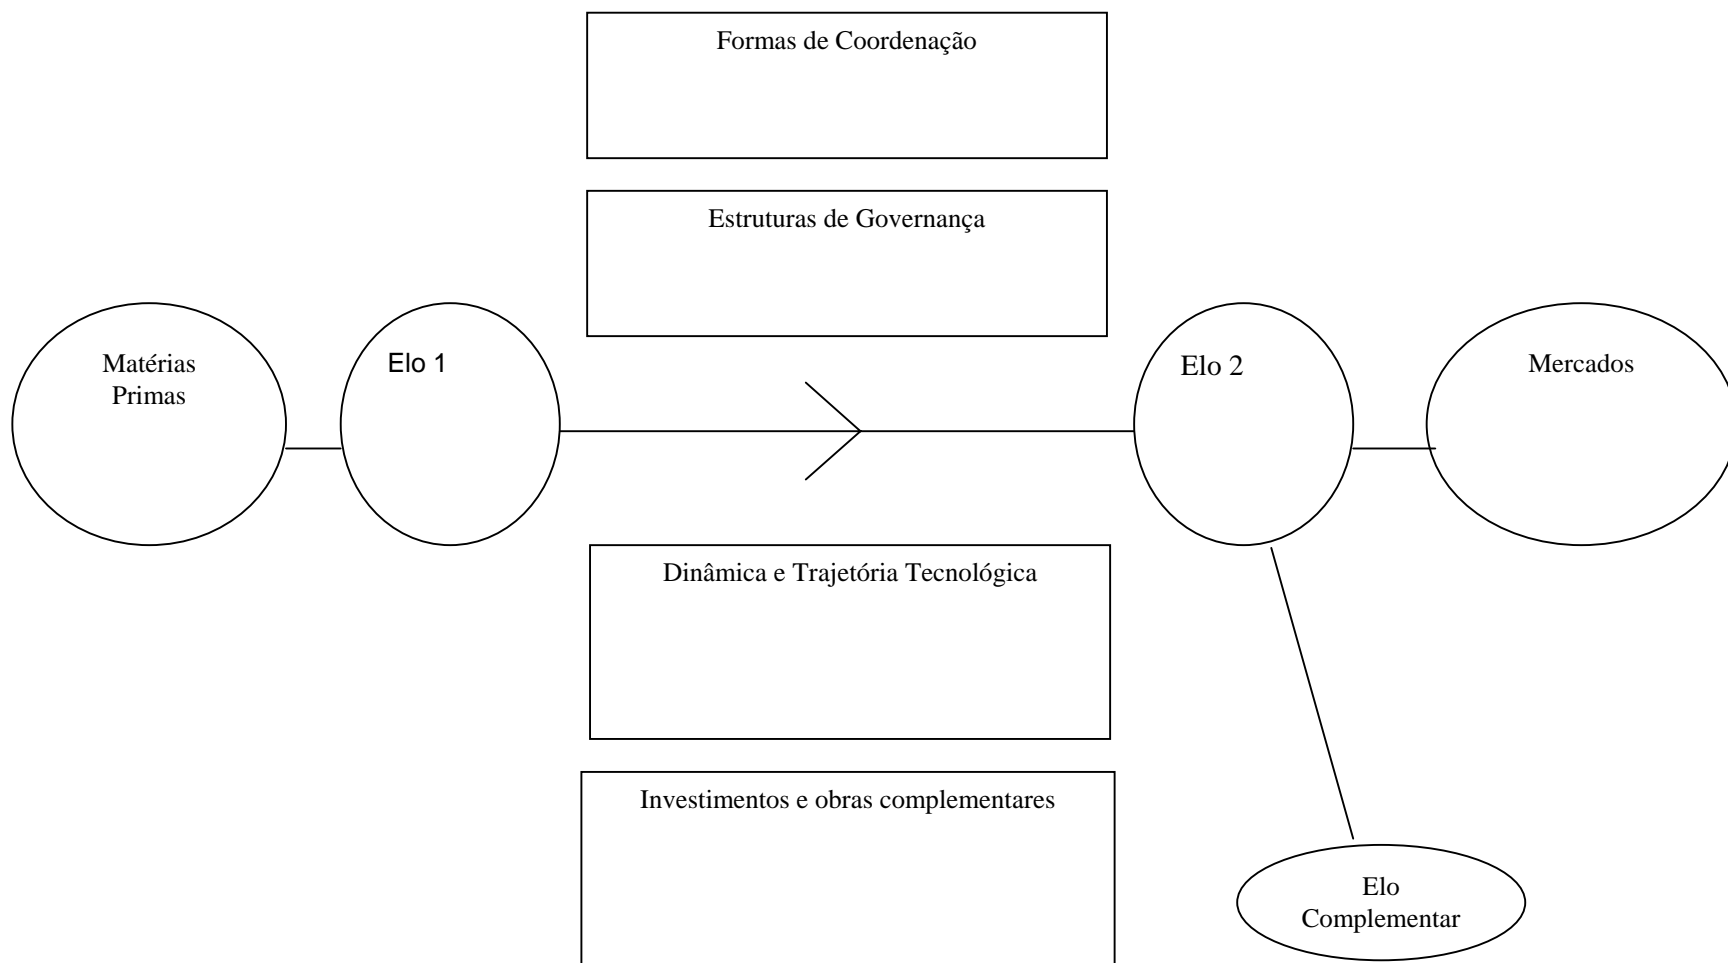 Formas de Coordenação
Estruturas de Governança
Matérias
Primas
Elo 1
Elo 2
Mercados
Dinâmica e Trajetória Tecnológica
Investimentos e obras complementares
Elo
Complementar